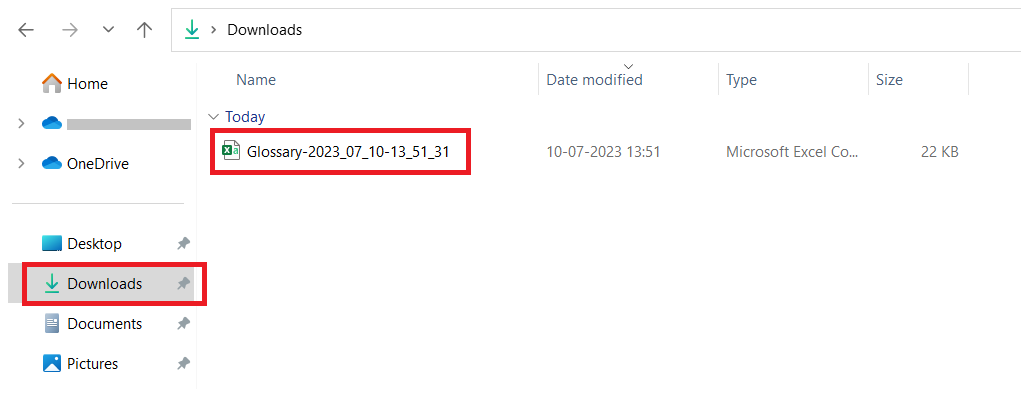 Downloads
Name Date modified Type Size
Home
Today
Glossary-2023_07_10-13_51_31 10-07-2023 13:51 Microsoft Excel Co... 22 KB
OneDrive
Desktop
Downloads
Documents
Pictures